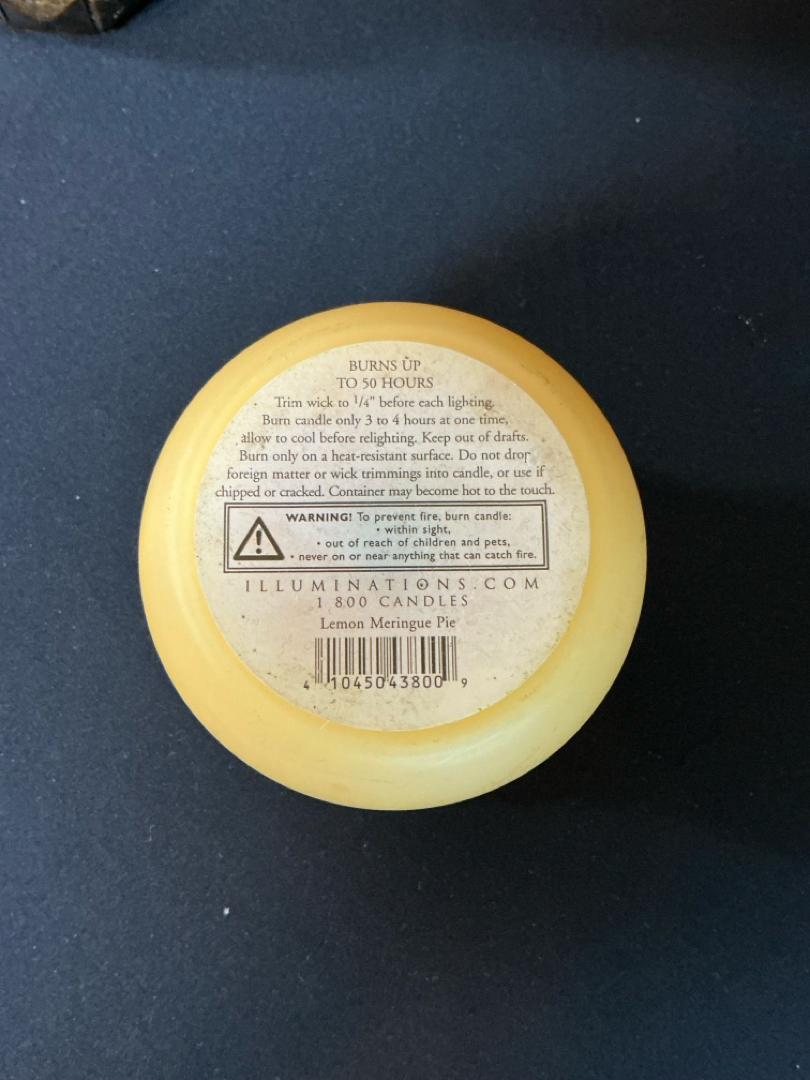 BURNS UP
TO 50 HOURS
Trim wick to 1/4" before each lighting.
Burn candle only 3 to 4 hours at one time,
allow to cool before relighting. Keep out of drafts.
Burn only on a heat-resistant surface. Do not drop
foreign matter or wick trimmings into candle, or use if
chipped or cracked. Container may become hot to the touch.
WARNING! To prevent fire, burn candle:
• within sight,
• out of reach of children and pets,
• never on or near anything that can catch fire.
ILLUMINATIONS.COM
1 800 CANDLES
Lemon Meringue Pie
4 1045043800 9